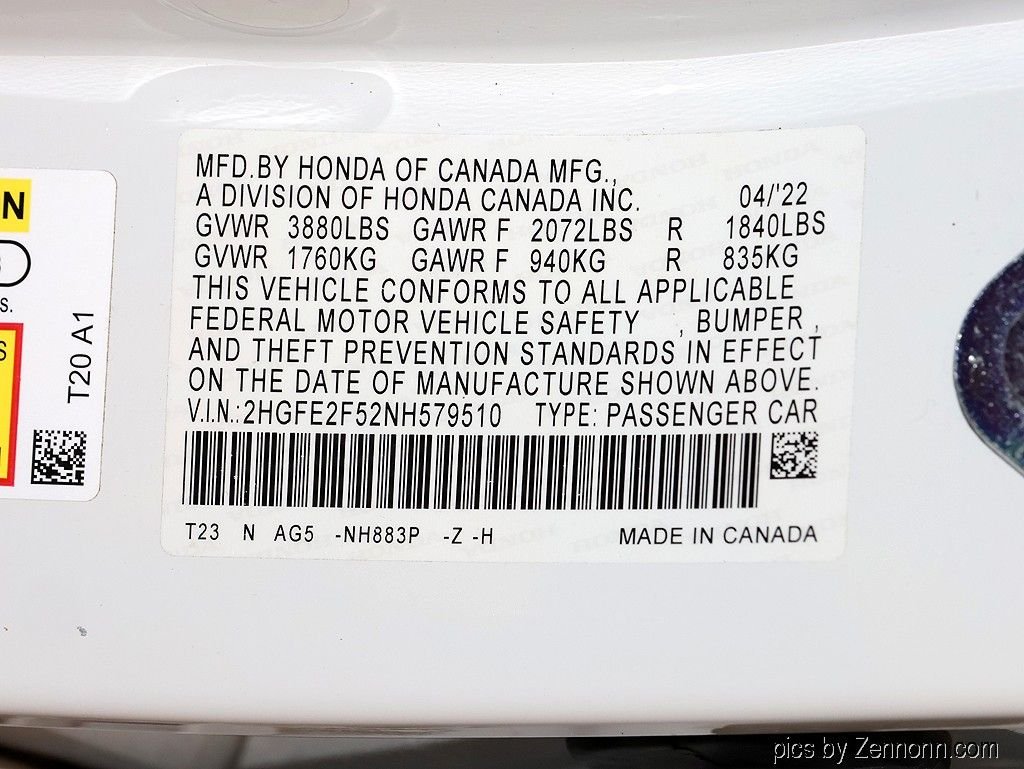 MFD.BY HONDA OF CANADA MFG.,
A DIVISION OF HONDA CANADA INC. 04/'22
GVWR 3880LBS GAWR F 2072LBS R 1840LBS
GVWR 1760KG GAWR F 940KG R 835KG
THIS VEHICLE CONFORMS TO ALL APPLICABLE
FEDERAL MOTOR VEHICLE SAFETY , BUMPER ,
AND THEFT PREVENTION STANDARDS IN EFFECT
ON THE DATE OF MANUFACTURE SHOWN ABOVE.
V.I.N.:2HGFE2F52NH579510 TYPE: PASSENGER CAR
T23 N AG5 -NH883P -Z -H MADE IN CANADA
N
S.
S
T20 A1
pics by Zennonn.com